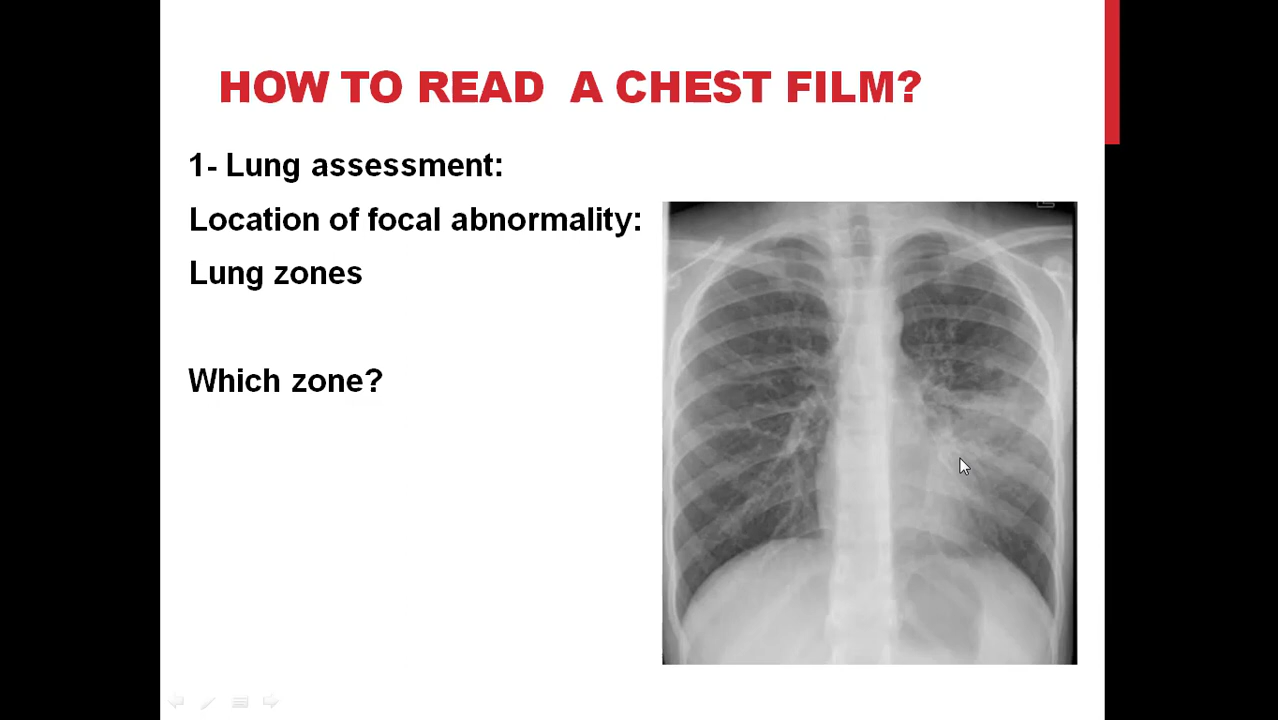 HOW TO READ A CHEST FILM?
1- Lung assessment:
Location of focal abnormality:
Lung zones
Which zone?